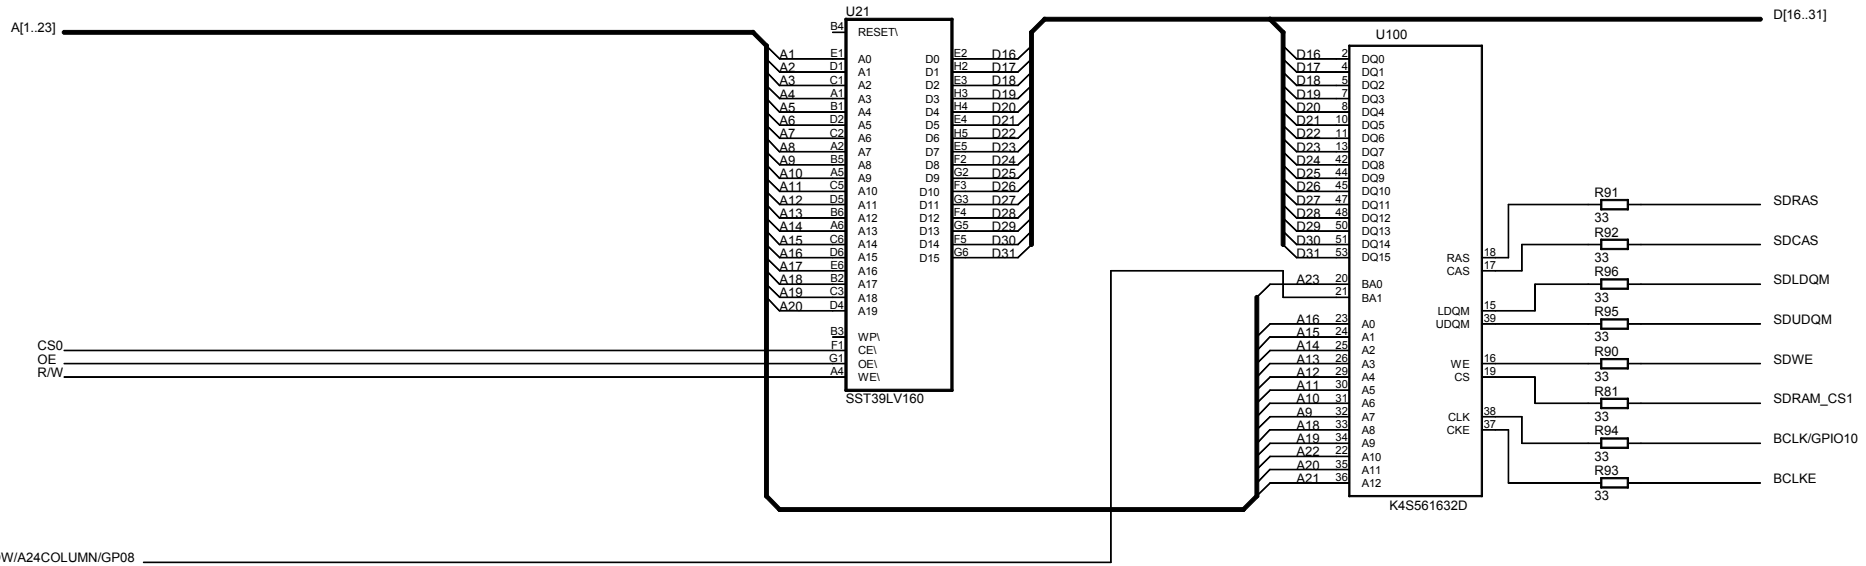 A[1..23]
D[16..31]
U21
B4 RESET\
A1 E1 A0 D0 E2 D16
A2 D1 A1 D1 H2 D17
A3 C1 A2 D2 E3 D18
A4 A1 A3 D3 H3 D19
A5 B1 A4 D4 H4 D20
A6 D2 A5 D5 E4 D21
A7 C2 A6 D6 H5 D22
A8 A2 A7 D7 E5 D23
A9 B5 A8 D8 F2 D24
A10 A5 A9 D9 G2 D25
A11 C5 A10 D10 F3 D26
A12 D5 A11 D11 G3 D27
A13 B6 A12 D12 F4 D28
A14 A6 A13 D13 G5 D29
A15 C6 A14 D14 F5 D30
A16 D6 A15 D15 G6 D31
A17 E6 A16
A18 B2 A17
A19 C3 A18
A20 D4 A19
B3 WP\
CS0 F1 CE\
OE G1 OE\
R/W A4 WE\
SST39LV160
U100
D16 2 DQ0
D17 4 DQ1
D18 5 DQ2
D19 7 DQ3
D20 8 DQ4
D21 10 DQ5
D22 11 DQ6
D23 13 DQ7
D24 42 DQ8
D25 44 DQ9
D26 45 DQ10
D27 47 DQ11
D28 48 DQ12
D29 50 DQ13
D30 51 DQ14
D31 53 DQ15
A23 20 BA0
21 BA1
A16 23 A0
A15 24 A1
A14 25 A2
A13 26 A3
A12 29 A4
A11 30 A5
A10 31 A6
A9 32 A7
A18 33 A8
A19 34 A9
A22 22 A10
A20 35 A11
A21 36 A12
RAS 18
CAS 17
LDQM 15
UDQM 39
WE 16
CS 19
CLK 38
CKE 37
K4S561632D
R91 33 SDRAS
R92 33 SDCAS
R96 33 SDLDQM
R95 33 SDUDQM
R90 33 SDWE
R81 33 SDRAM_CS1
R94 33 BCLK/GPIO10
R93 33 BCLKE
W/A24COLUMN/GP08